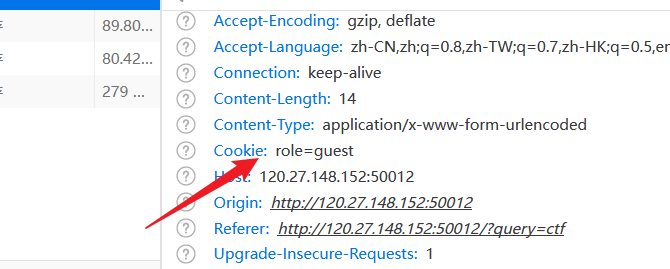 89.80...
80.42...
279
Accept-Encoding: gzip, deflate
Accept-Language: zh-CN,zh;q=0.8,zh-TW;q=0.7,zh-HK;q=0.5,er
Connection: keep-alive
Content-Length: 14
Content-Type: application/x-www-form-urlencoded
Cookie: role=guest
Host: 120.27.148.152:50012
Origin: http://120.27.148.152:50012
Referer: http://120.27.148.152:50012/?query=ctf
Upgrade-Insecure-Requests: 1